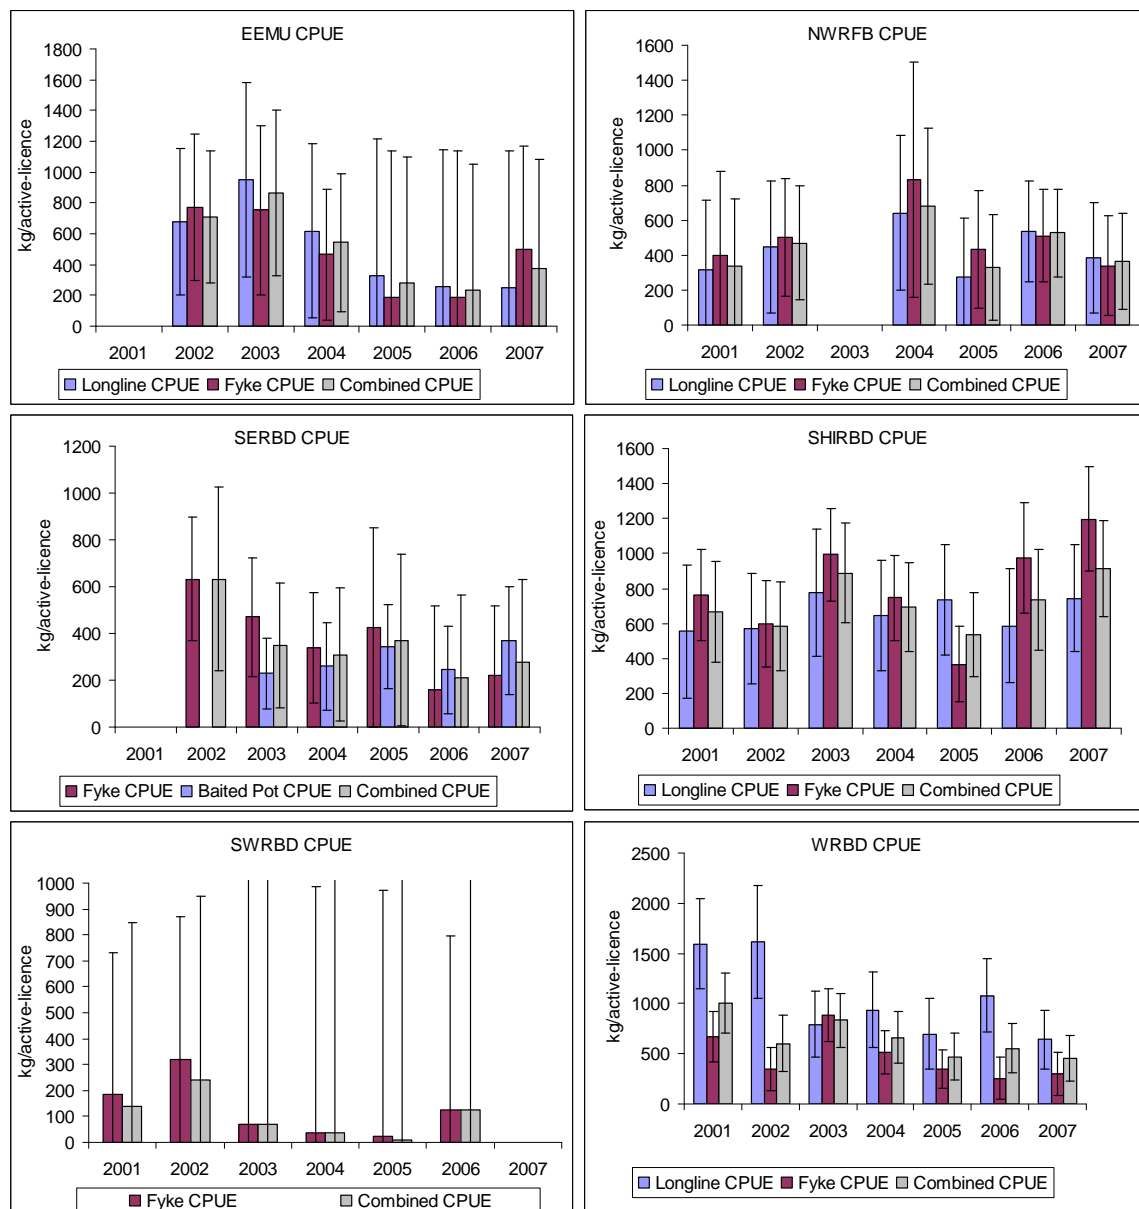 EEMU CPUE
kg/active-licence
1800
1600
1400
1200
1000
800
600
400
200
0
2001 2002 2003 2004 2005 2006 2007
Longline CPUE Fyke CPUE Combined CPUE
NWRFB CPUE
kg/active-licence
1600
1400
1200
1000
800
600
400
200
0
2001 2002 2003 2004 2005 2006 2007
Longline CPUE Fyke CPUE Combined CPUE
SERBD CPUE
kg/active-licence
1200
1000
800
600
400
200
0
2001 2002 2003 2004 2005 2006 2007
Fyke CPUE Baited Pot CPUE Combined CPUE
SHIRBD CPUE
kg/active-licence
1600
1400
1200
1000
800
600
400
200
0
2001 2002 2003 2004 2005 2006 2007
Longline CPUE Fyke CPUE Combined CPUE
SWRBD CPUE
kg/active-licence
1000
900
800
700
600
500
400
300
200
100
0
2001 2002 2003 2004 2005 2006 2007
Fyke CPUE Combined CPUE
WRBD CPUE
kg/active-licence
2500
2000
1500
1000
500
0
2001 2002 2003 2004 2005 2006 2007
Longline CPUE Fyke CPUE Combined CPUE